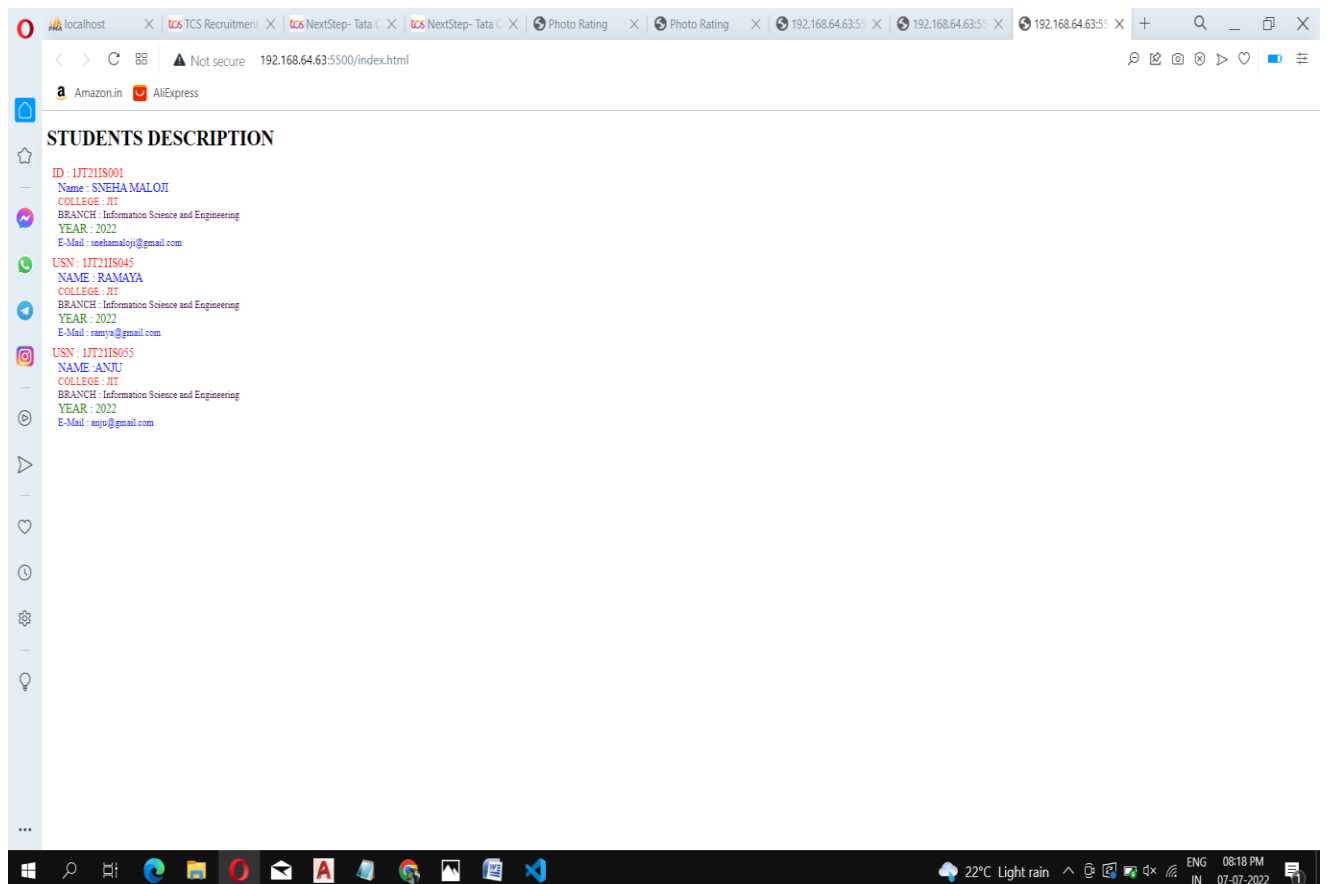 localhost
TCS Recruitment
NextStep- Tata C
NextStep- Tata C
Photo Rating
Photo Rating
192.168.64.63:55
192.168.64.63:55
192.168.64.63:55
Not secure 192.168.64.63:5500/index.html
Amazon.in AliExpress
STUDENTS DESCRIPTION
ID : 1JT21IS001
Name : SNEHA MALOJI
COLLEGE : JIT
BRANCH : Information Science and Engineering
YEAR : 2022
E-Mail : snehamaloji@gmail.com
USN : 1JT21IS045
NAME : RAMAYA
COLLEGE : JIT
BRANCH : Information Science and Engineering
YEAR : 2022
E-Mail : ramya@gmail.com
USN : 1JT21IS055
NAME :ANJU
COLLEGE : JIT
BRANCH : Information Science and Engineering
YEAR : 2022
E-Mail : anju@gmail.com
22°C Light rain
ENG 08:18 PM
IN 07-07-2022